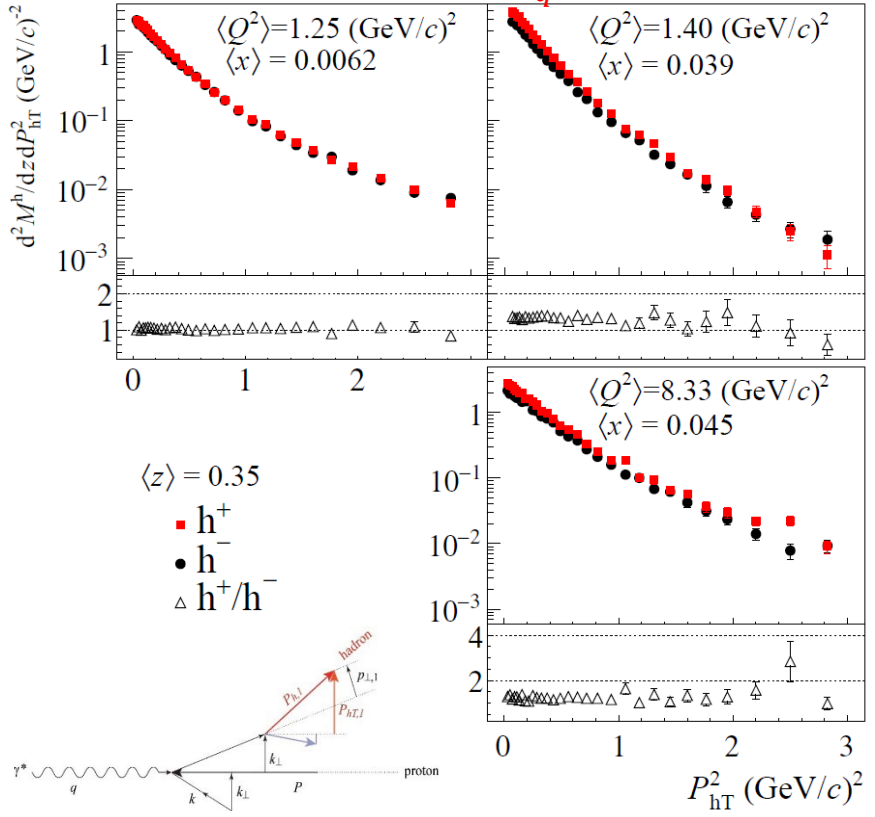 q
⟨Q²⟩=1.25 (GeV/c)²
⟨x⟩ = 0.0062
⟨Q²⟩=1.40 (GeV/c)²
⟨x⟩ = 0.039
d²Mʰ/dzdP²hT (GeV/c)⁻²
1
10⁻¹
10⁻²
10⁻³
2
1
0 1 2
⟨Q²⟩=8.33 (GeV/c)²
⟨x⟩ = 0.045
1
10⁻¹
10⁻²
10⁻³
4
2
0 1 2 3
P²hT (GeV/c)²
⟨z⟩ = 0.35
h⁺
h⁻
h⁺/h⁻
hadron
Ph,1
p⊥,1
PhT,1
k⊥
γ*
q
k
k⊥
P
proton